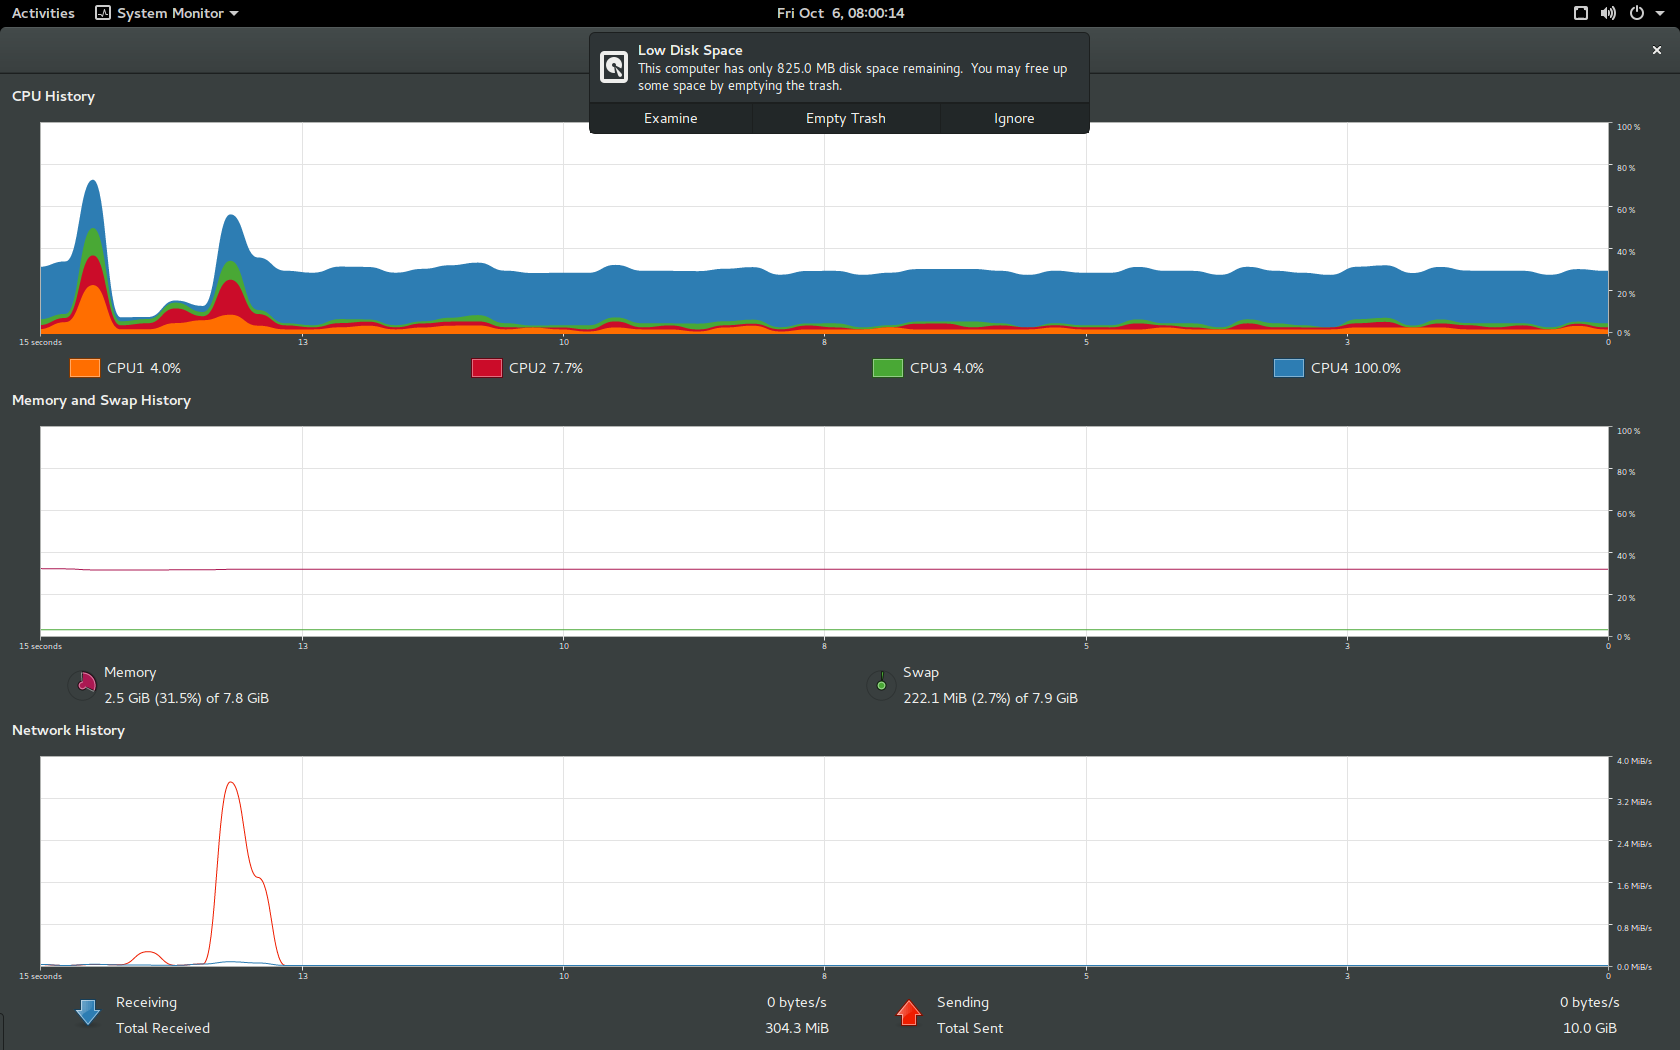 Activities System Monitor Fri Oct 6, 08:00:14
Low Disk Space
This computer has only 825.0 MB disk space remaining. You may free up
some space by emptying the trash.
Examine Empty Trash Ignore
CPU History
100 %
80 %
60 %
40 %
20 %
0 %
15 seconds 13 10 8 5 3 0
CPU1 4.0% CPU2 7.7% CPU3 4.0% CPU4 100.0%
Memory and Swap History
100 %
80 %
60 %
40 %
20 %
0 %
15 seconds 13 10 8 5 3 0
Memory Swap
2.5 GiB (31.5%) of 7.8 GiB 222.1 MiB (2.7%) of 7.9 GiB
Network History
4.0 MiB/s
3.2 MiB/s
2.4 MiB/s
1.6 MiB/s
0.8 MiB/s
0.0 MiB/s
15 seconds 13 10 8 5 3 0
Receiving 0 bytes/s Sending 0 bytes/s
Total Received 304.3 MiB Total Sent 10.0 GiB